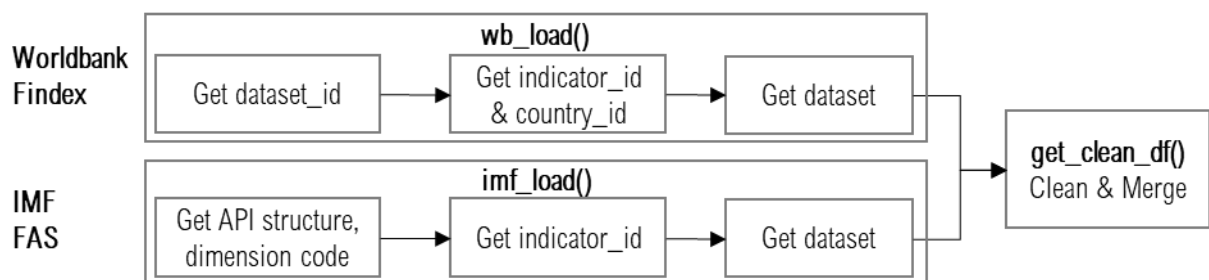 Worldbank
Findex
wb_load()
Get dataset_id
Get indicator_id
& country_id
Get dataset
IMF
FAS
imf_load()
Get API structure,
dimension code
Get indicator_id
Get dataset
get_clean_df()
Clean & Merge